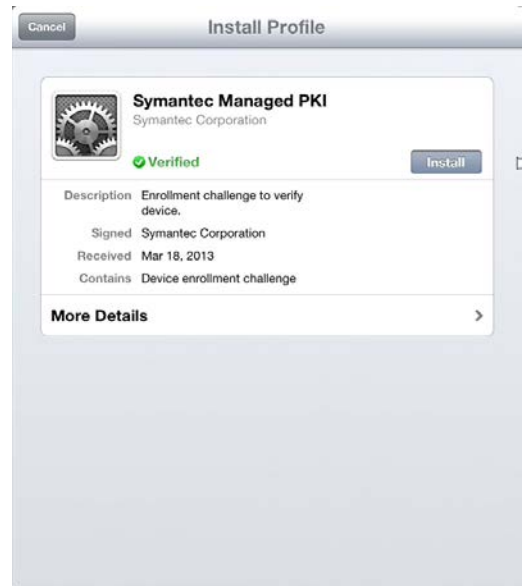 Cancel
Install Profile
Symantec Managed PKI
Symantec Corporation
Verified
Install
Description Enrollment challenge to verify
device.
Signed Symantec Corporation
Received Mar 18, 2013
Contains Device enrollment challenge
More Details